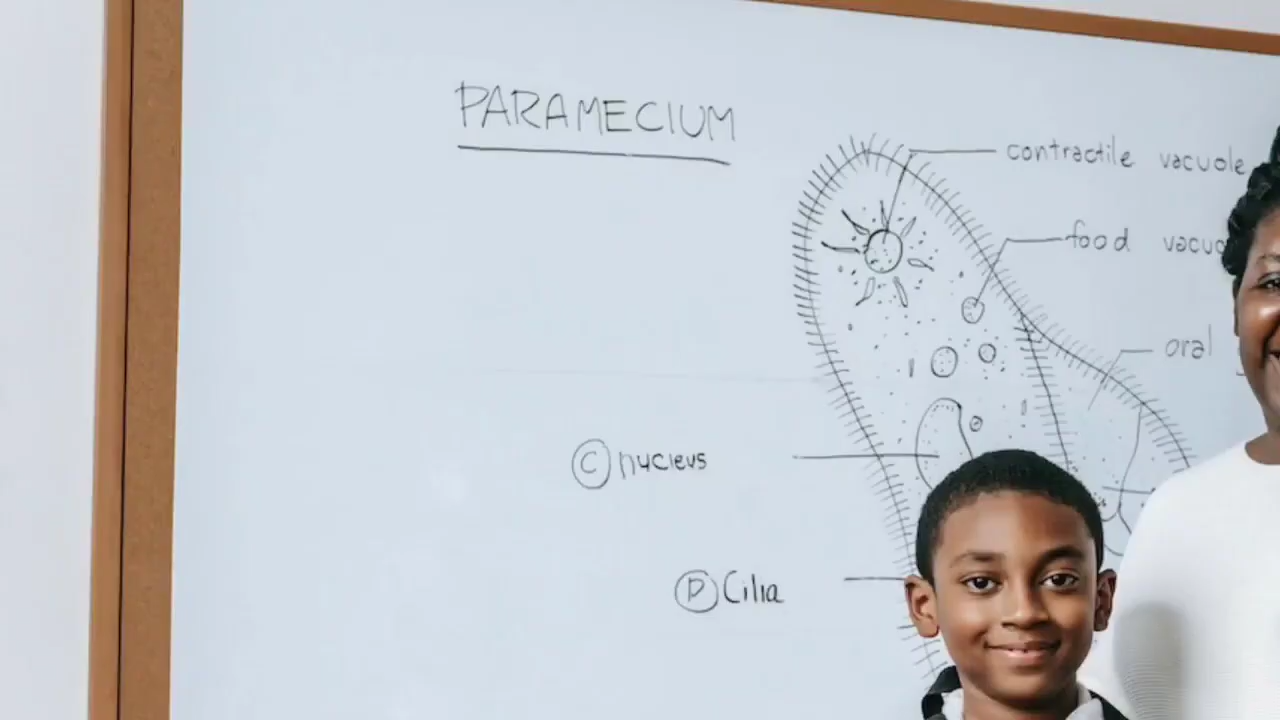 PARAMECIUM
contractile vacuole
food
oral
C nucleus
P Cilia